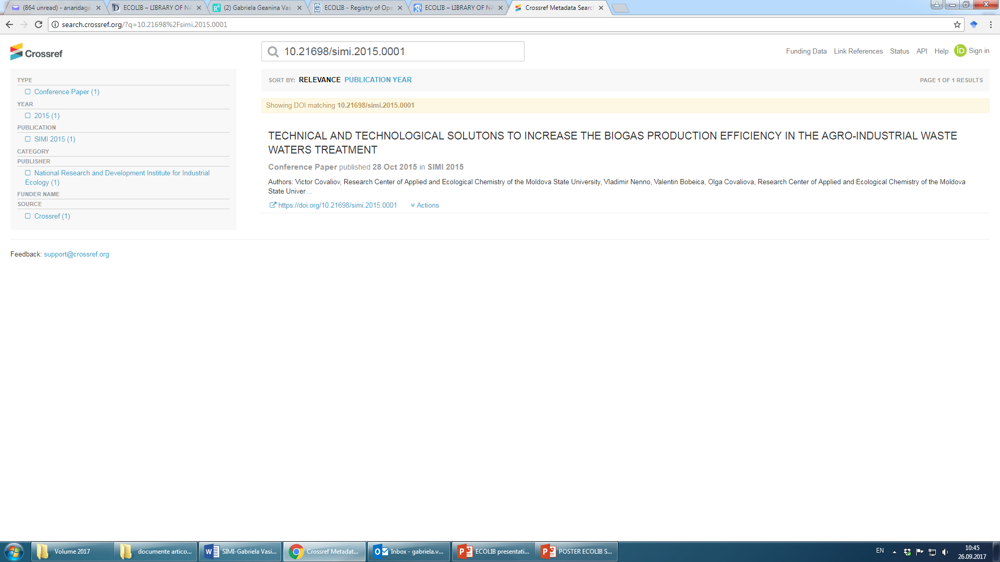 (864 unread) - anandaga
ECOLIB – LIBRARY OF NA
(2) Gabriela Geanina Vasi
ECOLIB - Registry of Ope
ECOLIB – LIBRARY OF NA
Crossref Metadata Searc
search.crossref.org/?q=10.21698%2Fsimi.2015.0001
Crossref
10.21698/simi.2015.0001
Funding Data Link References Status API Help iD Sign in
TYPE
Conference Paper (1)
YEAR
2015 (1)
PUBLICATION
SIMI 2015 (1)
CATEGORY
PUBLISHER
National Research and Development Institute for Industrial
Ecology (1)
FUNDER NAME
SOURCE
Crossref (1)
SORT BY: RELEVANCE PUBLICATION YEAR
PAGE 1 OF 1 RESULTS
Showing DOI matching 10.21698/simi.2015.0001
TECHNICAL AND TECHNOLOGICAL SOLUTONS TO INCREASE THE BIOGAS PRODUCTION EFFICIENCY IN THE AGRO-INDUSTRIAL WASTE
WATERS TREATMENT
Conference Paper published 28 Oct 2015 in SIMI 2015
Authors: Victor Covaliov, Research Center of Applied and Ecological Chemistry of the Moldova State University, Vladimir Nenno, Valentin Bobeica, Olga Covaliova, Research Center of Applied and Ecological Chemistry of the Moldova
State Univer ...
https://doi.org/10.21698/simi.2015.0001
Actions
Feedback: support@crossref.org
Volume 2017
documente artico...
SIMI-Gabriela Vasi...
Crossref Metadat...
Inbox - gabriela.v...
ECOLIB presentati...
POSTER ECOLIB S...
EN
10:45
26.09.2017